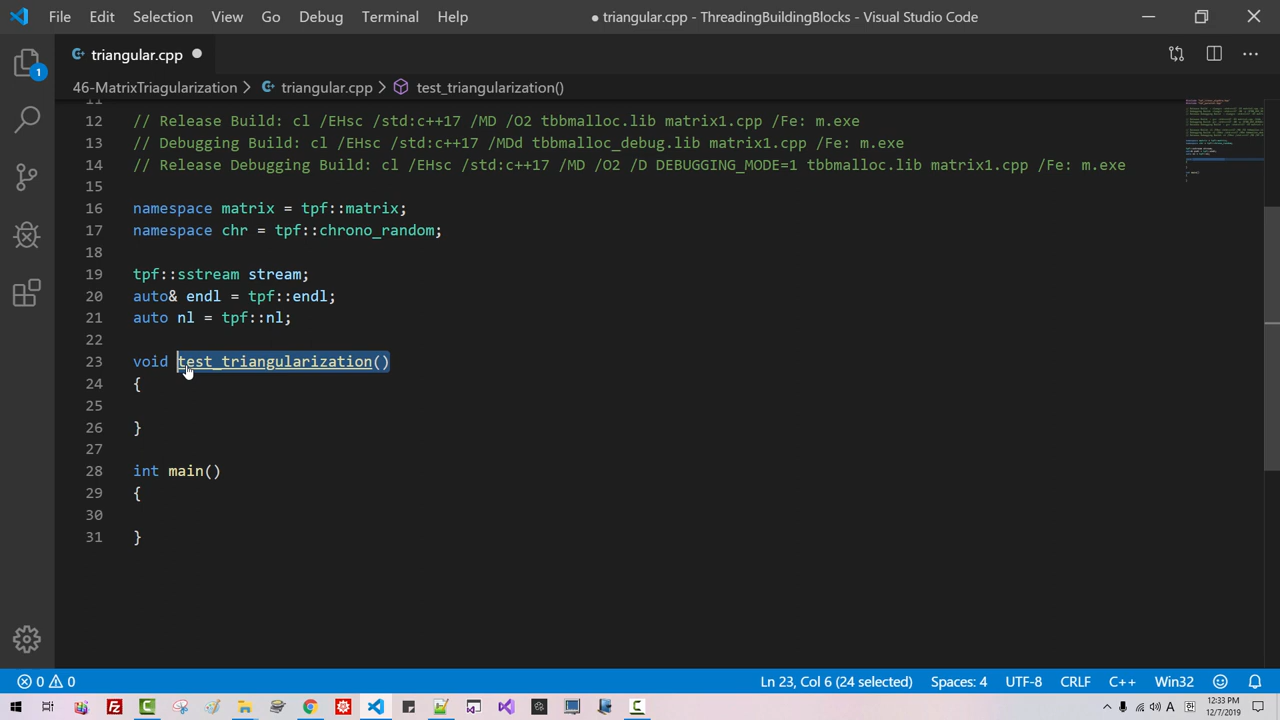 File Edit Selection View Go Debug Terminal Help
● triangular.cpp - ThreadingBuildingBlocks - Visual Studio Code
triangular.cpp ●
46-MatrixTriagularization > triangular.cpp > test_triangularization()
1
11
12 // Release Build: cl /EHsc /std:c++17 /MD tbbmalloc.lib matrix1.cpp /Fe: m.exe
13 // Debugging Build: cl /EHsc /std:c++17 /MDd tbbmalloc_debug.lib matrix1.cpp /Fe: m.exe
14 // Release Debugging Build: cl /EHsc /std:c++17 /MD /O2 /D DEBUGGING_MODE=1 tbbmalloc.lib matrix1.cpp /Fe: m.exe
15
16 namespace matrix = tpf::matrix;
17 namespace chr = tpf::chrono_random;
18
19 tpf::sstream stream;
20 auto& endl = tpf::endl;
21 auto nl = tpf::nl;
22
23 void test_triangularization()
24 {
25
26 }
27
28 int main()
29 {
30
31 }
0 0 Ln 23, Col 6 (24 selected) Spaces: 4 UTF-8 CRLF C++ Win32
12:33 PM
12/7/2019